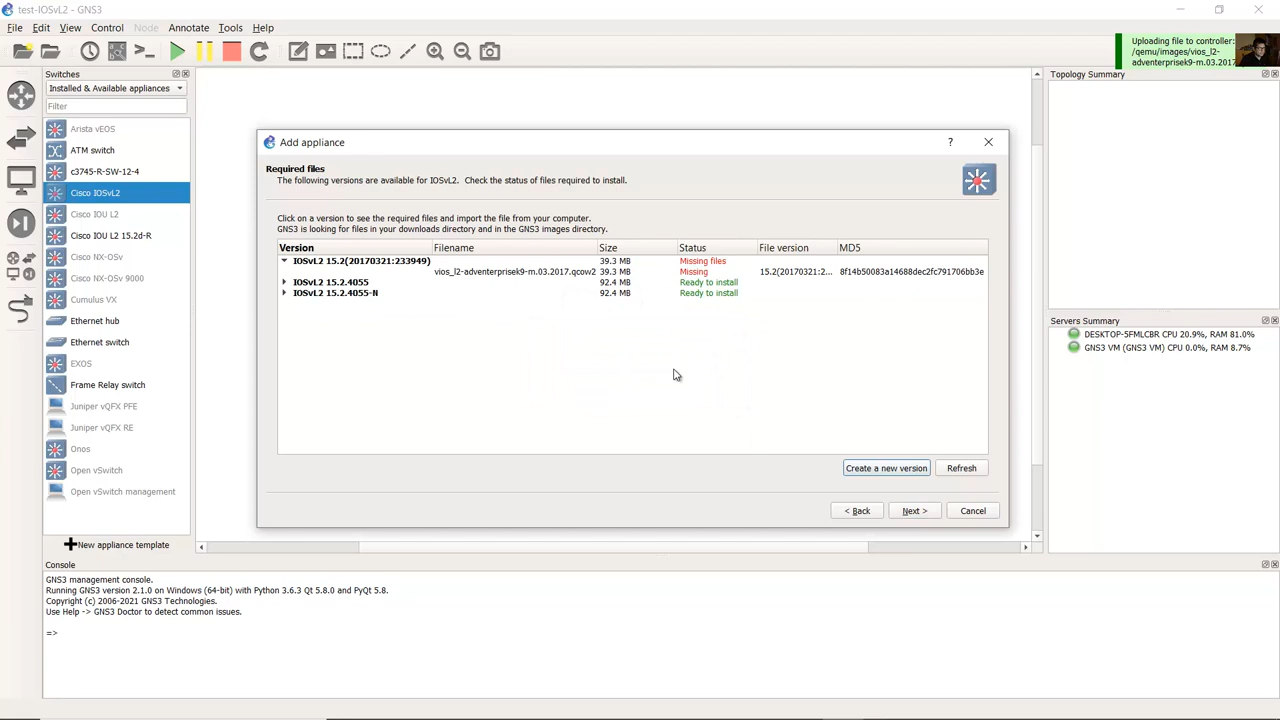 test-IOSvL2 - GNS3
File Edit View Control Node Annotate Tools Help
Uploading file to controller:
/qemu/images/vios_l2-
adventerprisek9-m.03.2017
Switches
Installed & Available appliances
Filter
Arista vEOS
ATM switch
c3745-R-SW-12-4
Cisco IOSvL2
Cisco IOU L2
Cisco IOU L2 15.2d-R
Cisco NX-OSv
Cisco NX-OSv 9000
Cumulus VX
Ethernet hub
Ethernet switch
EXOS
Frame Relay switch
Juniper vQFX PFE
Juniper vQFX RE
Onos
Open vSwitch
Open vSwitch management
New appliance template
Add appliance
?
Required files
The following versions are available for IOSvL2. Check the status of files required to install.
Click on a version to see the required files and import the file from your computer.
GNS3 is looking for files in your downloads directory and in the GNS3 images directory.
Version Filename Size Status File version MD5
IOSvL2 15.2(20170321:233949) 39.3 MB Missing files
vios_l2-adventerprisek9-m.03.2017.qcow2 39.3 MB Missing 15.2(20170321:2... 8f14b50083a14688dec2fc791706bb3e
IOSvL2 15.2.4055 92.4 MB Ready to install
IOSvL2 15.2.4055-N 92.4 MB Ready to install
Create a new version Refresh
< Back Next > Cancel
Topology Summary
Servers Summary
DESKTOP-5FMLCBR CPU 20.9%, RAM 81.0%
GNS3 VM (GNS3 VM) CPU 0.0%, RAM 8.7%
Console
GNS3 management console.
Running GNS3 version 2.1.0 on Windows (64-bit) with Python 3.6.3 Qt 5.8.0 and PyQt 5.8.
Copyright (c) 2006-2021 GNS3 Technologies.
Use Help -> GNS3 Doctor to detect common issues.
=>